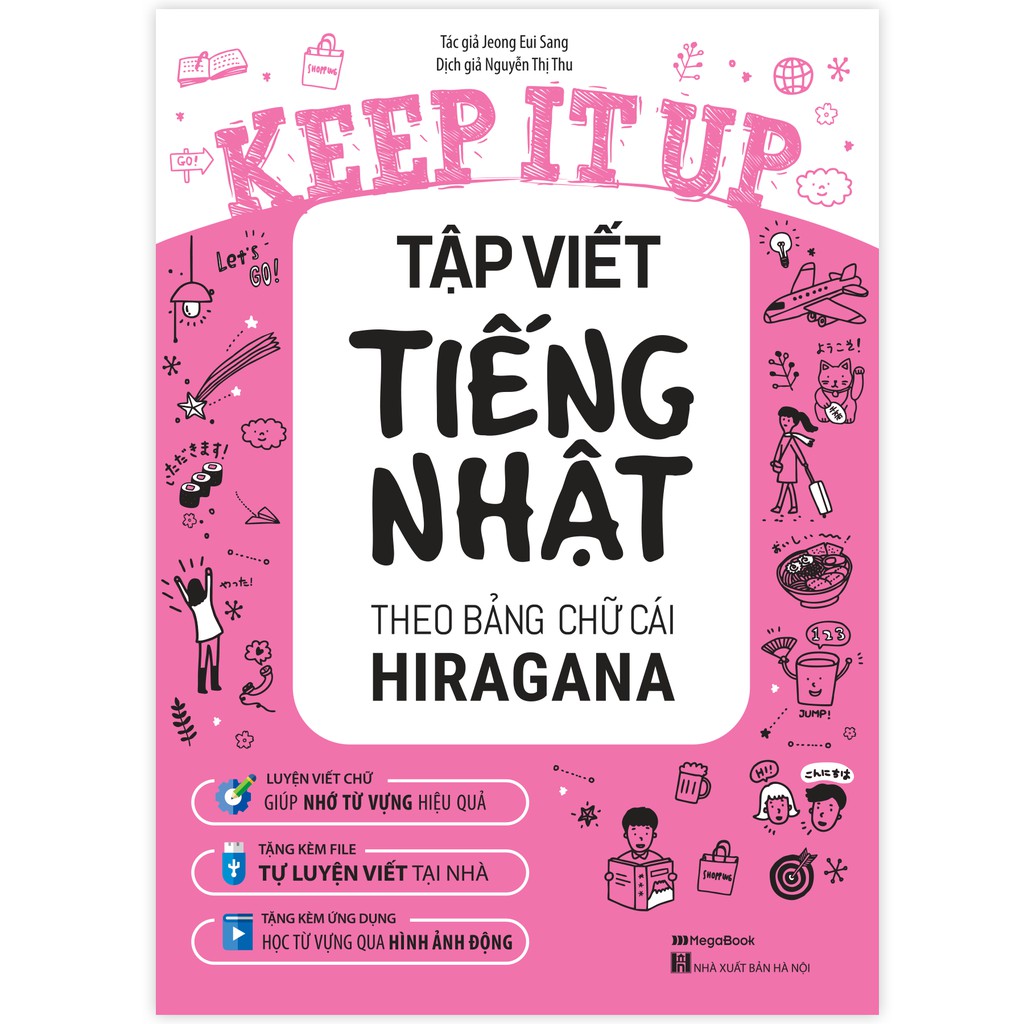 Tác giả Jeong Eui Sang
Dịch giả Nguyễn Thị Thu
SHOPPING
KEEP IT UP
GO!
TẬP VIẾT
TIẾNG
NHẬT
THEO BẢNG CHỮ CÁI
HIRAGANA
Let's
GO!
いただきます!
やった!
ようこそ!
おいしい~!
1 2 3
JUMP!
HI!
こんにちは
SHOPPING
LUYỆN VIẾT CHỮ
GIÚP NHỚ TỪ VỰNG HIỆU QUẢ
TẶNG KÈM FILE
TỰ LUYỆN VIẾT TẠI NHÀ
TẶNG KÈM ỨNG DỤNG
HỌC TỪ VỰNG QUA HÌNH ẢNH ĐỘNG
MegaBook
NHÀ XUẤT BẢN HÀ NỘI